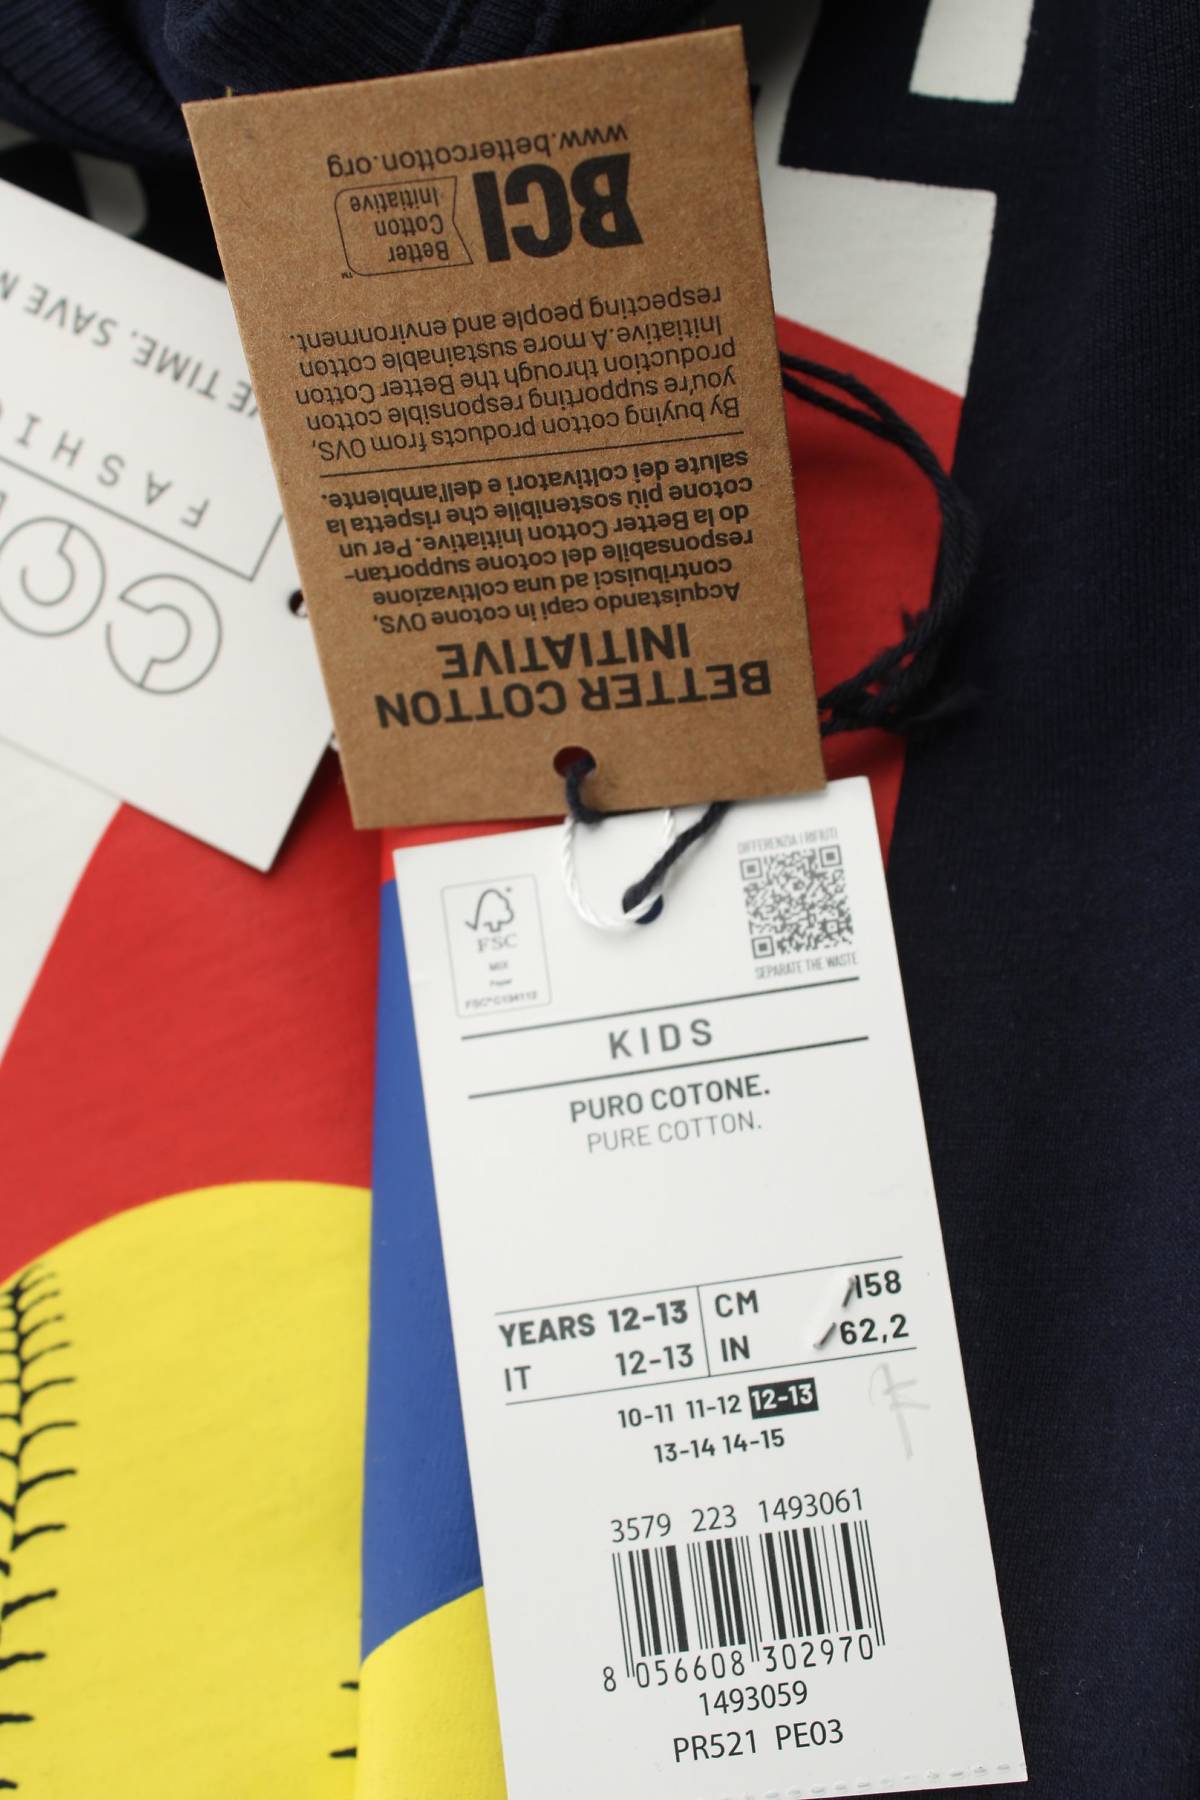 BETTER COTTON
INITIATIVE
Acquistando capi in cotone OVS,
contribuisci ad una coltivazione
responsabile del cotone supportan-
do la Better Cotton Initiative. Per un
cotone più sostenibile che rispetta la
salute dei coltivatori e dell'ambiente.
By buying cotton products from OVS,
you're supporting responsible cotton
production through the Better Cotton
Initiative. A more sustainable cotton
respecting people and environment.
BCI
Better
Cotton
Initiative
TM
www.bettercotton.org
FASHI
TIME. SAVE
DIFFERENZIA I RIFIUTI
SEPARATE THE WASTE
FSC
MIX
Paper
FSC® C134112
KIDS
PURO COTONE.
PURE COTTON.
YEARS 12-13 CM 158
IT 12-13 IN 62,2
10-11 11-12 12-13
13-14 14-15
3579 223 1493061
8 056608 302970
1493059
PR521 PE03